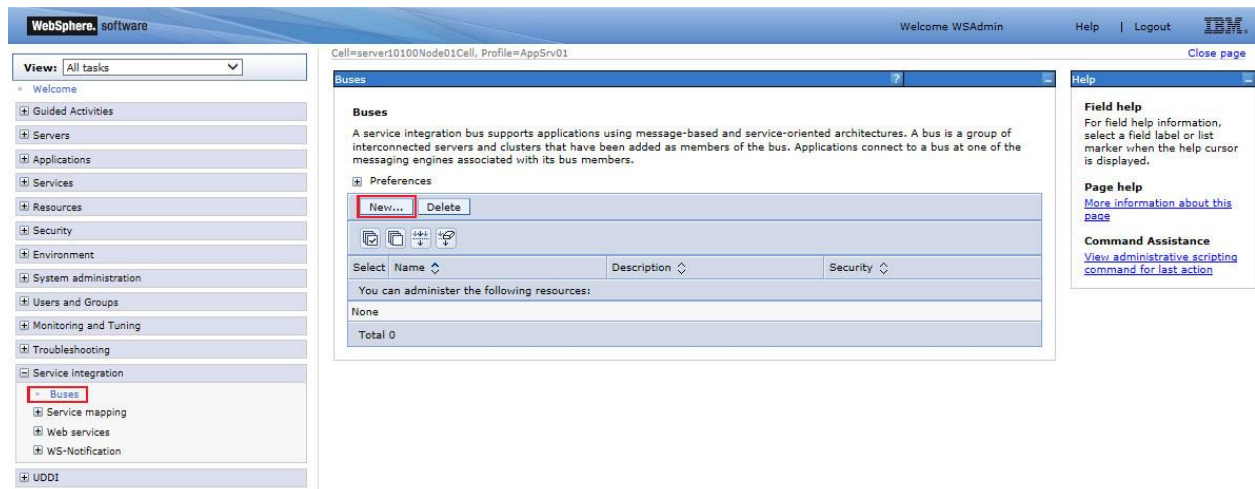 WebSphere. software
Welcome WSAdmin
Help | Logout
IBM.
Cell=server10100Node01Cell, Profile=AppSrv01
Close page
View: All tasks
Welcome
Guided Activities
Servers
Applications
Services
Resources
Security
Environment
System administration
Users and Groups
Monitoring and Tuning
Troubleshooting
Service integration
Buses
Service mapping
Web services
WS-Notification
UDDI
Buses
?
Buses
A service integration bus supports applications using message-based and service-oriented architectures. A bus is a group of
interconnected servers and clusters that have been added as members of the bus. Applications connect to a bus at one of the
messaging engines associated with its bus members.
Preferences
New... Delete
Select Name Description Security
You can administer the following resources:
None
Total 0
Help
Field help
For field help information,
select a field label or list
marker when the help cursor
is displayed.
Page help
More information about this
page
Command Assistance
View administrative scripting
command for last action